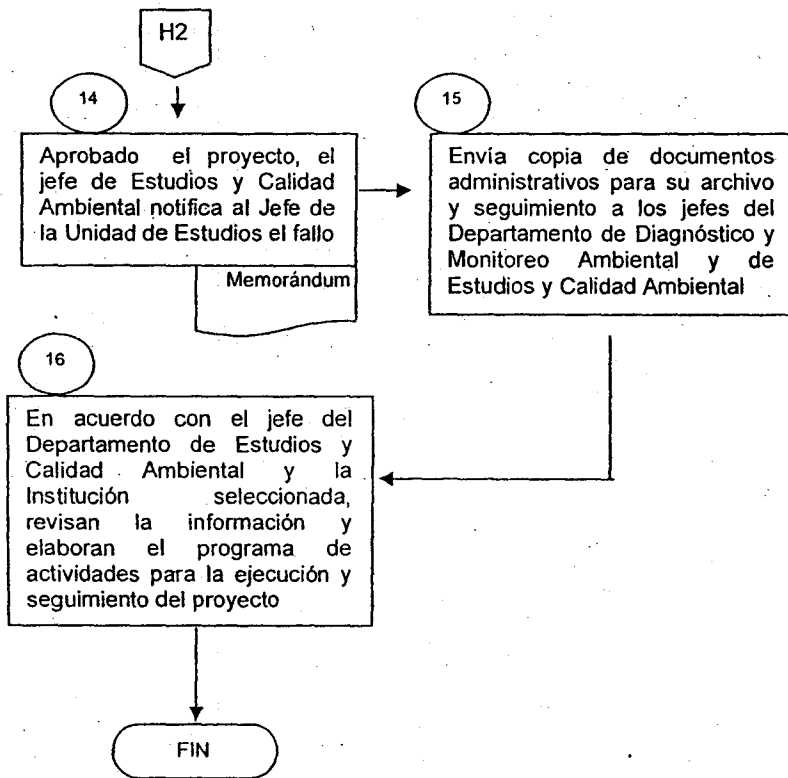 H2
14
Aprobado el proyecto, el
jefe de Estudios y Calidad
Ambiental notifica al Jefe de
la Unidad de Estudios el fallo
Memorándum
15
Envía copia de documentos
administrativos para su archivo
y seguimiento a los jefes del
Departamento de Diagnóstico y
Monitoreo Ambiental y de
Estudios y Calidad Ambiental
16
En acuerdo con el jefe del
Departamento de Estudios y
Calidad Ambiental y la
Institución seleccionada,
revisan la información y
elaboran el programa de
actividades para la ejecución y
seguimiento del proyecto
FIN